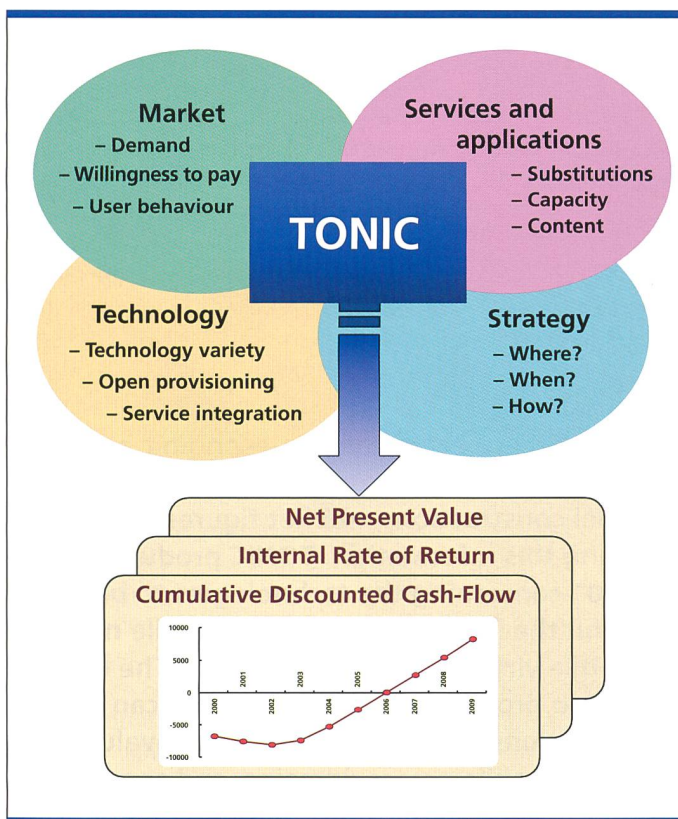 Market
– Demand
– Willingness to pay
– User behaviour
Services and
applications
– Substitutions
– Capacity
– Content
TONIC
Technology
– Technology variety
– Open provisioning
– Service integration
Strategy
– Where?
– When?
– How?
Net Present Value
Internal Rate of Return
Cumulative Discounted Cash-Flow
10000
5000
0
-5000
-10000
2000
2001
2002
2003
2004
2005
2006
2007
2008
2009